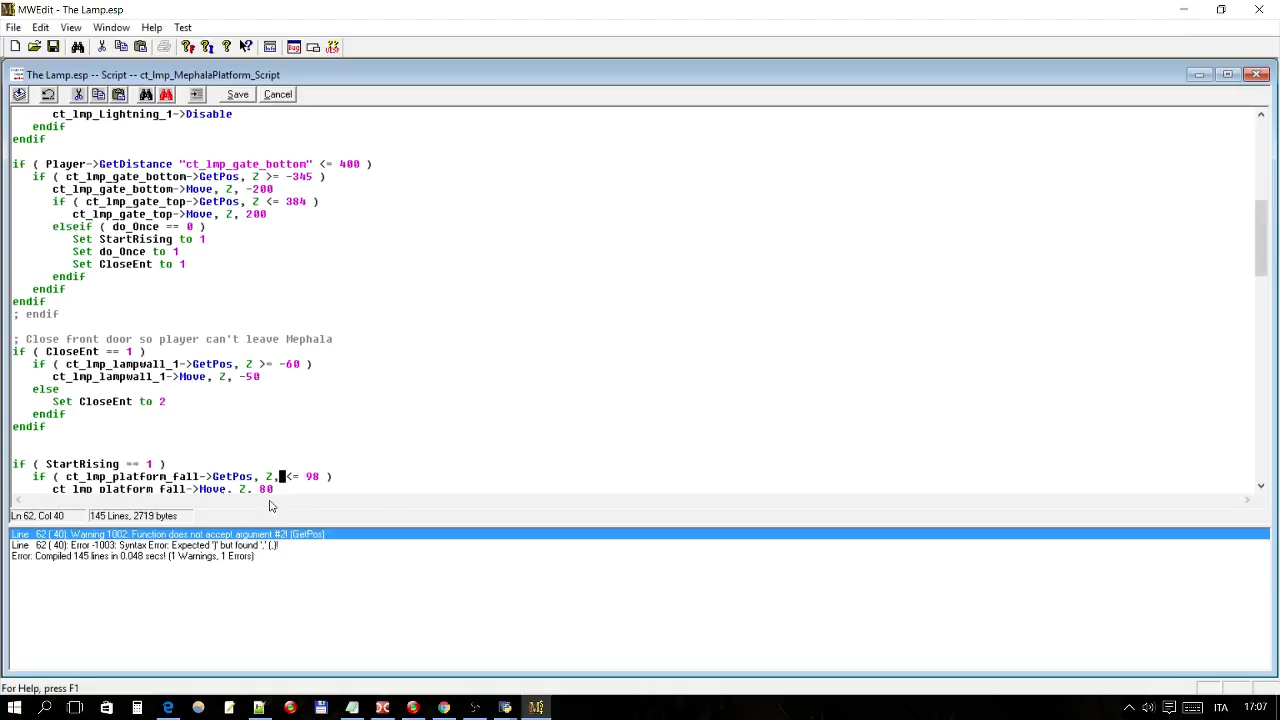 MWEdit - The Lamp.esp
File Edit View Window Help Test
The Lamp.esp -- Script -- ct_lmp_MephalaPlatform_Script
Save Cancel
ct_lmp_Lightning_1->Disable
endif
endif
if ( Player->GetDistance "ct_lmp_gate_bottom" <= 400 )
if ( ct_lmp_gate_bottom->GetPos, Z >= -345 )
ct_lmp_gate_bottom->Move, Z, -200
if ( ct_lmp_gate_top->GetPos, Z <= 384 )
ct_lmp_gate_top->Move, Z, 200
elseif ( do_Once == 0 )
Set StartRising to 1
Set do_Once to 1
Set CloseEnt to 1
endif
endif
endif
; endif
; Close front door so player can't leave Mephala
if ( CloseEnt == 1 )
if ( ct_lmp_lampwall_1->GetPos, Z >= -60 )
ct_lmp_lampwall_1->Move, Z, -50
else
Set CloseEnt to 2
endif
endif
if ( StartRising == 1 )
if ( ct_lmp_platform_fall->GetPos, Z, <= 98 )
ct_lmp_platform_fall->Move, Z, 80
Ln 62, Col 40 145 Lines, 2719 bytes
Line 62 ( 40): Warning 1002: Function does not accept argument #2! (GetPos)
Line 62 ( 40): Error -1003: Syntax Error: Expected ')' but found ',' (,)!
Error: Compiled 145 lines in 0.048 secs! (1 Warnings, 1 Errors)
For Help, press F1
ITA 17:07